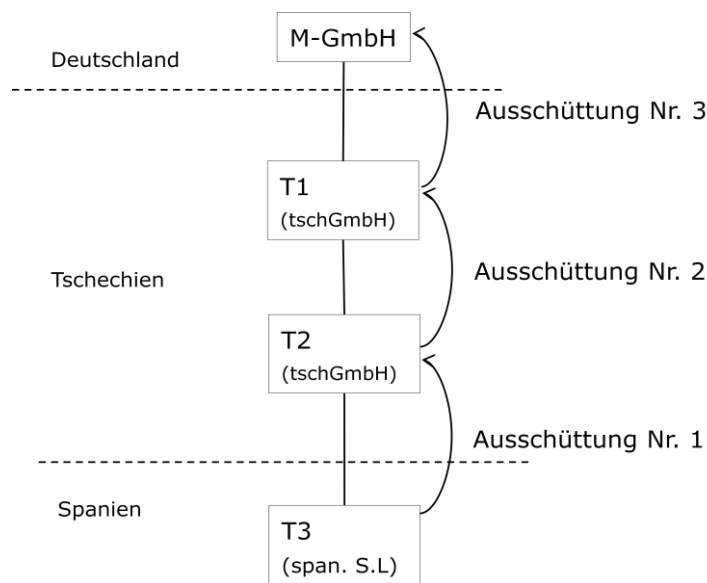 M-GmbH
Deutschland
Ausschüttung Nr. 3
T1
(tschGmbH)
Tschechien
Ausschüttung Nr. 2
T2
(tschGmbH)
Ausschüttung Nr. 1
Spanien
T3
(span. S.L)